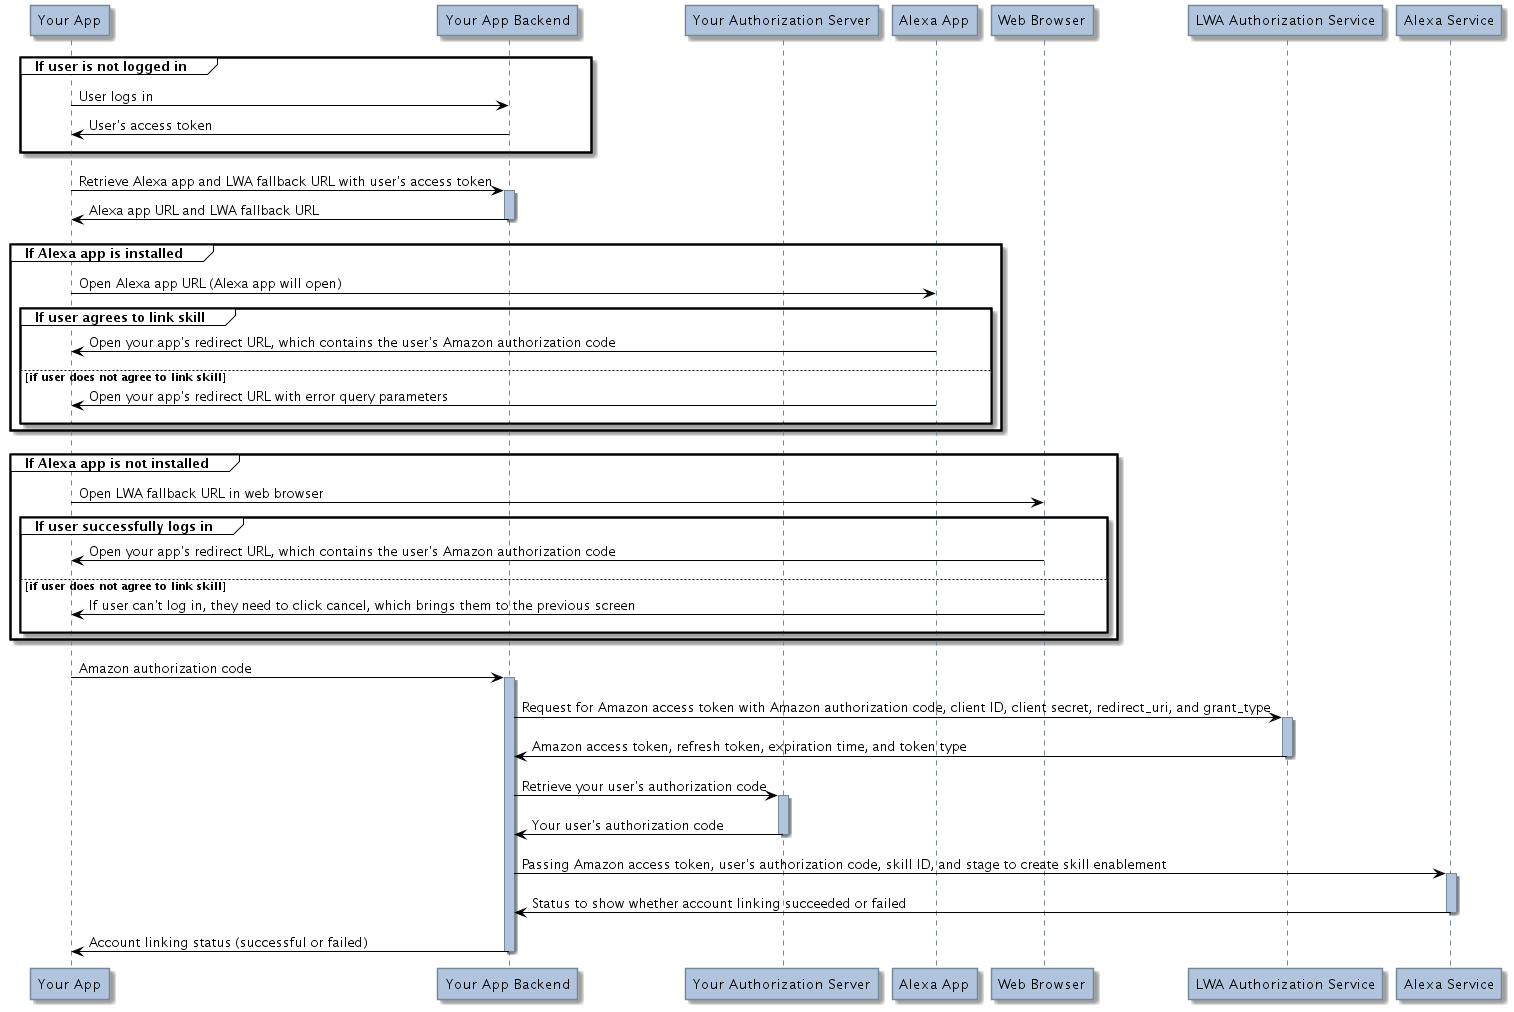 Your App
Your App Backend
Your Authorization Server
Alexa App
Web Browser
LWA Authorization Service
Alexa Service
If user is not logged in
User logs in
User's access token
Retrieve Alexa app and LWA fallback URL with user's access token
Alexa app URL and LWA fallback URL
If Alexa app is installed
Open Alexa app URL (Alexa app will open)
If user agrees to link skill
Open your app's redirect URL, which contains the user's Amazon authorization code
[if user does not agree to link skill]
Open your app's redirect URL with error query parameters
If Alexa app is not installed
Open LWA fallback URL in web browser
If user successfully logs in
Open your app's redirect URL, which contains the user's Amazon authorization code
[if user does not agree to link skill]
If user can't log in, they need to click cancel, which brings them to the previous screen
Amazon authorization code
Request for Amazon access token with Amazon authorization code, client ID, client secret, redirect_uri, and grant_type
Amazon access token, refresh token, expiration time, and token type
Retrieve your user's authorization code
Your user's authorization code
Passing Amazon access token, user's authorization code, skill ID, and stage to create skill enablement
Status to show whether account linking succeeded or failed
Account linking status (successful or failed)
Your App
Your App Backend
Your Authorization Server
Alexa App
Web Browser
LWA Authorization Service
Alexa Service